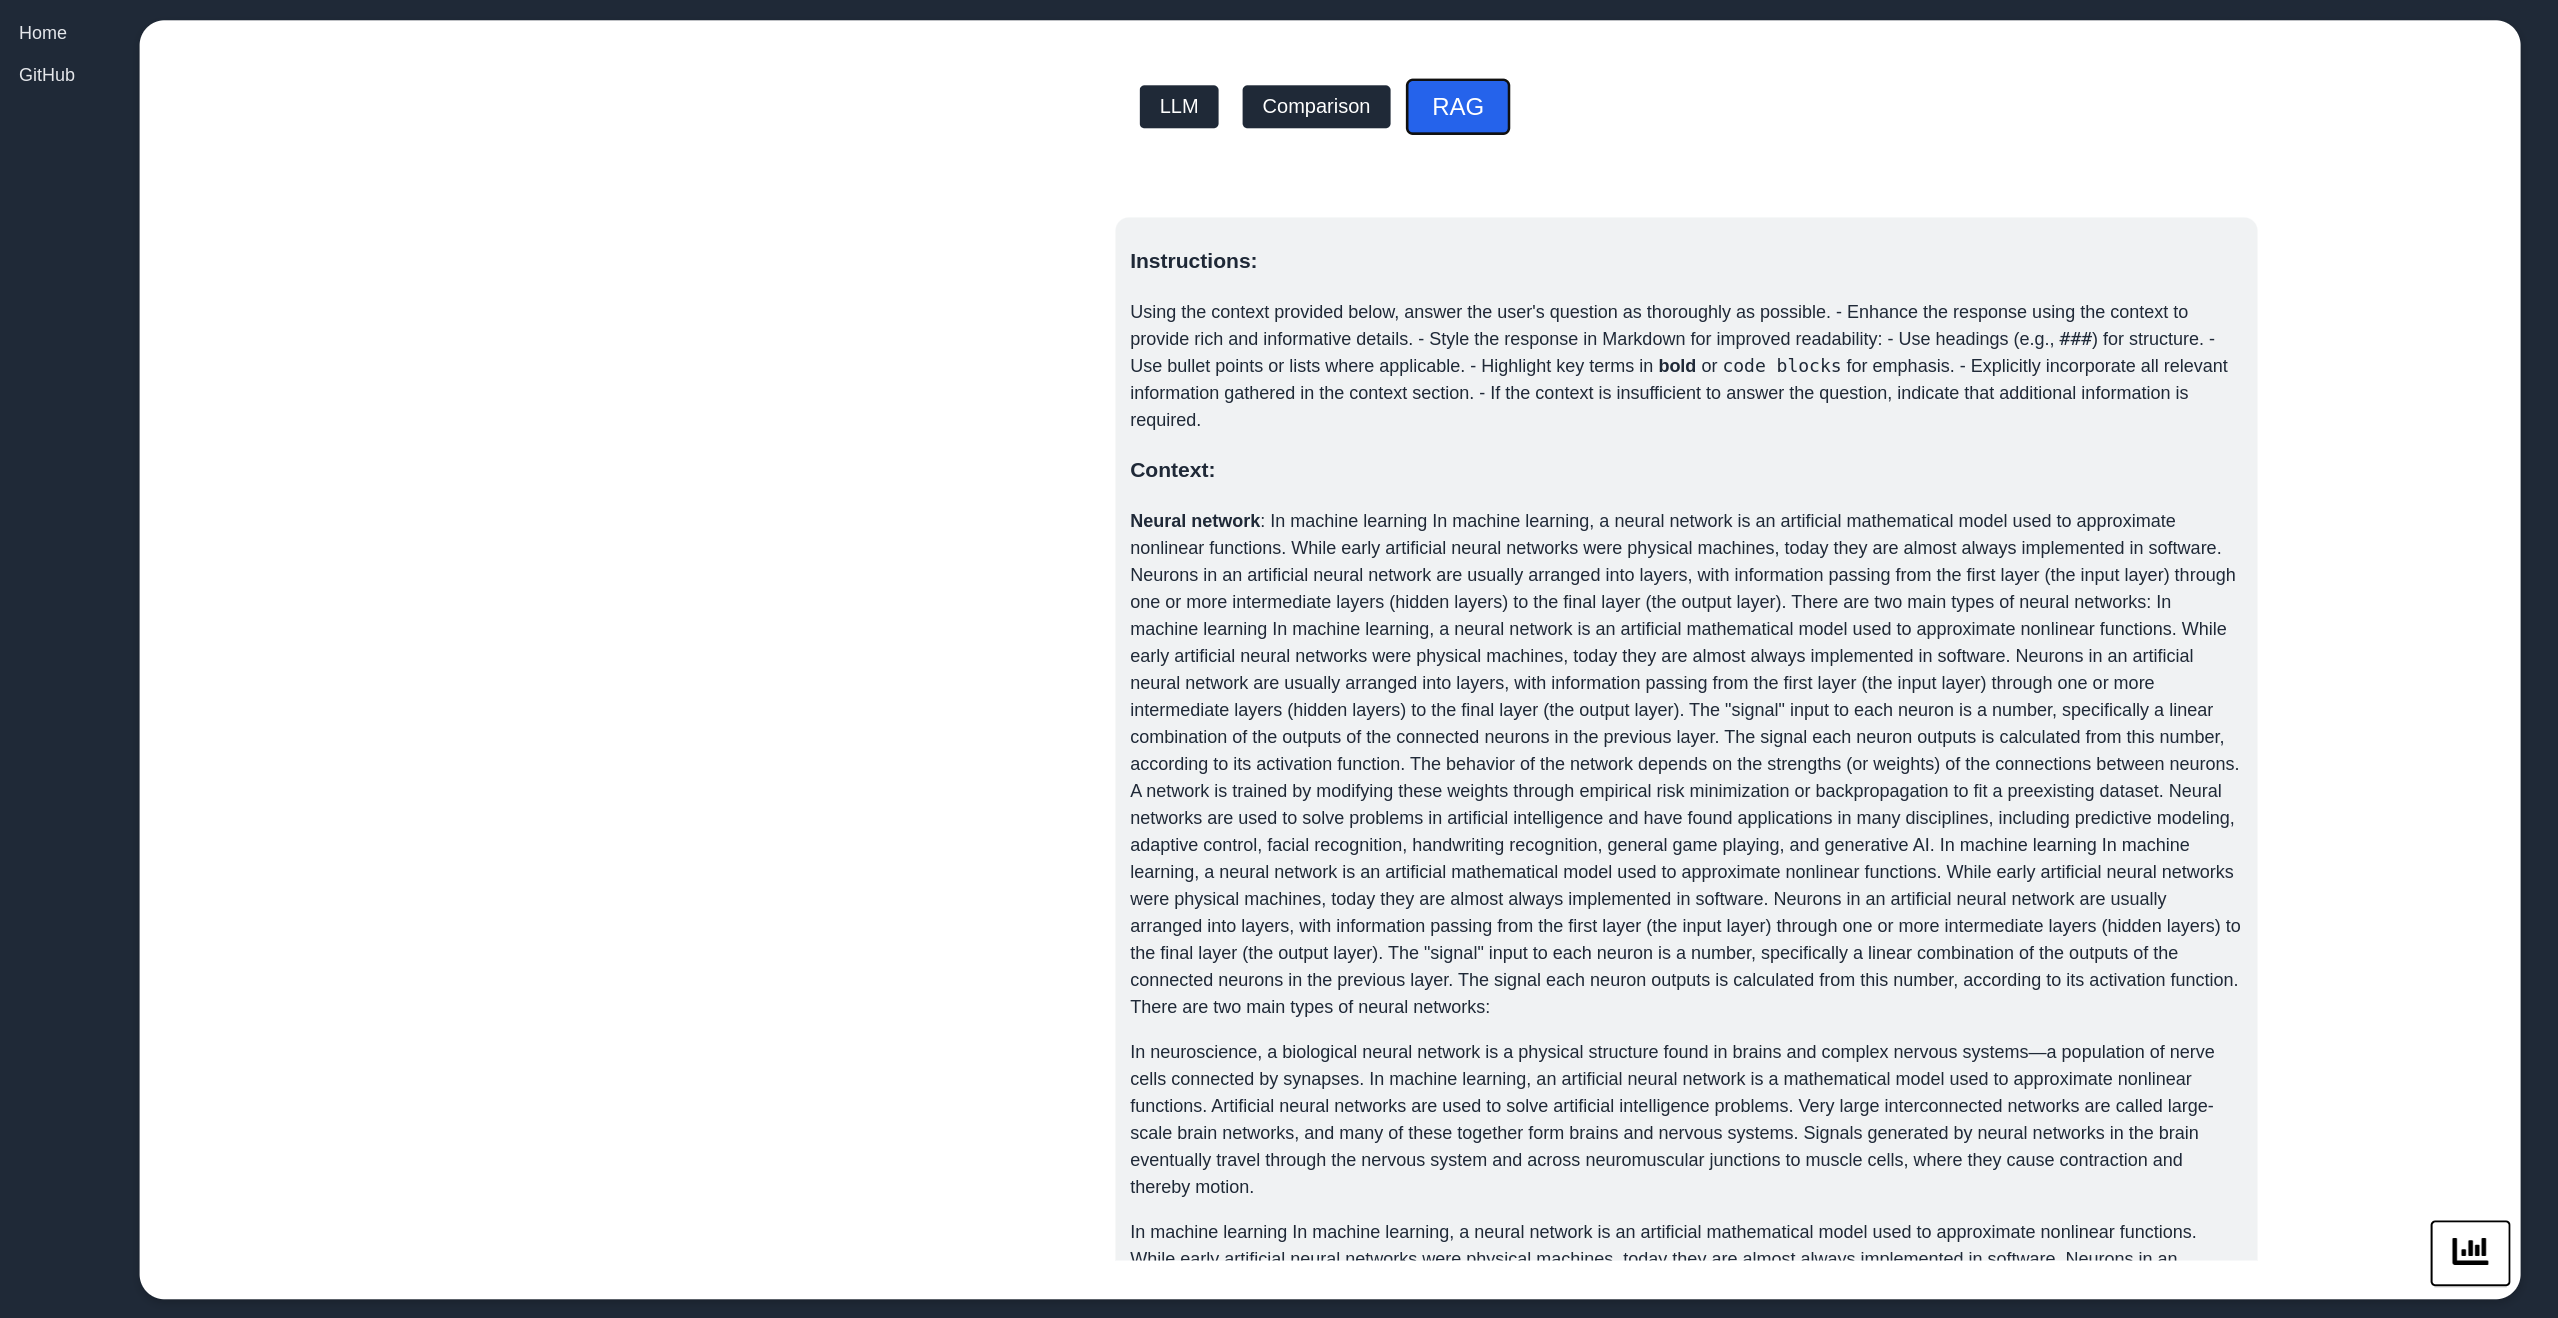 Home
GitHub
LLM
Comparison
RAG
Instructions:
Using the context provided below, answer the user's question as thoroughly as possible. - Enhance the response using the context to
provide rich and informative details. - Style the response in Markdown for improved readability: - Use headings (e.g., ###) for structure. -
Use bullet points or lists where applicable. - Highlight key terms in bold or code blocks for emphasis. - Explicitly incorporate all relevant
information gathered in the context section. - If the context is insufficient to answer the question, indicate that additional information is
required.
Context:
Neural network: In machine learning In machine learning, a neural network is an artificial mathematical model used to approximate
nonlinear functions. While early artificial neural networks were physical machines, today they are almost always implemented in software.
Neurons in an artificial neural network are usually arranged into layers, with information passing from the first layer (the input layer) through
one or more intermediate layers (hidden layers) to the final layer (the output layer). There are two main types of neural networks: In
machine learning In machine learning, a neural network is an artificial mathematical model used to approximate nonlinear functions. While
early artificial neural networks were physical machines, today they are almost always implemented in software. Neurons in an artificial
neural network are usually arranged into layers, with information passing from the first layer (the input layer) through one or more
intermediate layers (hidden layers) to the final layer (the output layer). The "signal" input to each neuron is a number, specifically a linear
combination of the outputs of the connected neurons in the previous layer. The signal each neuron outputs is calculated from this number,
according to its activation function. The behavior of the network depends on the strengths (or weights) of the connections between neurons.
A network is trained by modifying these weights through empirical risk minimization or backpropagation to fit a preexisting dataset. Neural
networks are used to solve problems in artificial intelligence and have found applications in many disciplines, including predictive modeling,
adaptive control, facial recognition, handwriting recognition, general game playing, and generative AI. In machine learning In machine
learning, a neural network is an artificial mathematical model used to approximate nonlinear functions. While early artificial neural networks
were physical machines, today they are almost always implemented in software. Neurons in an artificial neural network are usually
arranged into layers, with information passing from the first layer (the input layer) through one or more intermediate layers (hidden layers) to
the final layer (the output layer). The "signal" input to each neuron is a number, specifically a linear combination of the outputs of the
connected neurons in the previous layer. The signal each neuron outputs is calculated from this number, according to its activation function.
There are two main types of neural networks:
In neuroscience, a biological neural network is a physical structure found in brains and complex nervous systems—a population of nerve
cells connected by synapses. In machine learning, an artificial neural network is a mathematical model used to approximate nonlinear
functions. Artificial neural networks are used to solve artificial intelligence problems. Very large interconnected networks are called large-
scale brain networks, and many of these together form brains and nervous systems. Signals generated by neural networks in the brain
eventually travel through the nervous system and across neuromuscular junctions to muscle cells, where they cause contraction and
thereby motion.
In machine learning In machine learning, a neural network is an artificial mathematical model used to approximate nonlinear functions.
While early artificial neural networks were physical machines, today they are almost always implemented in software. Neurons in an